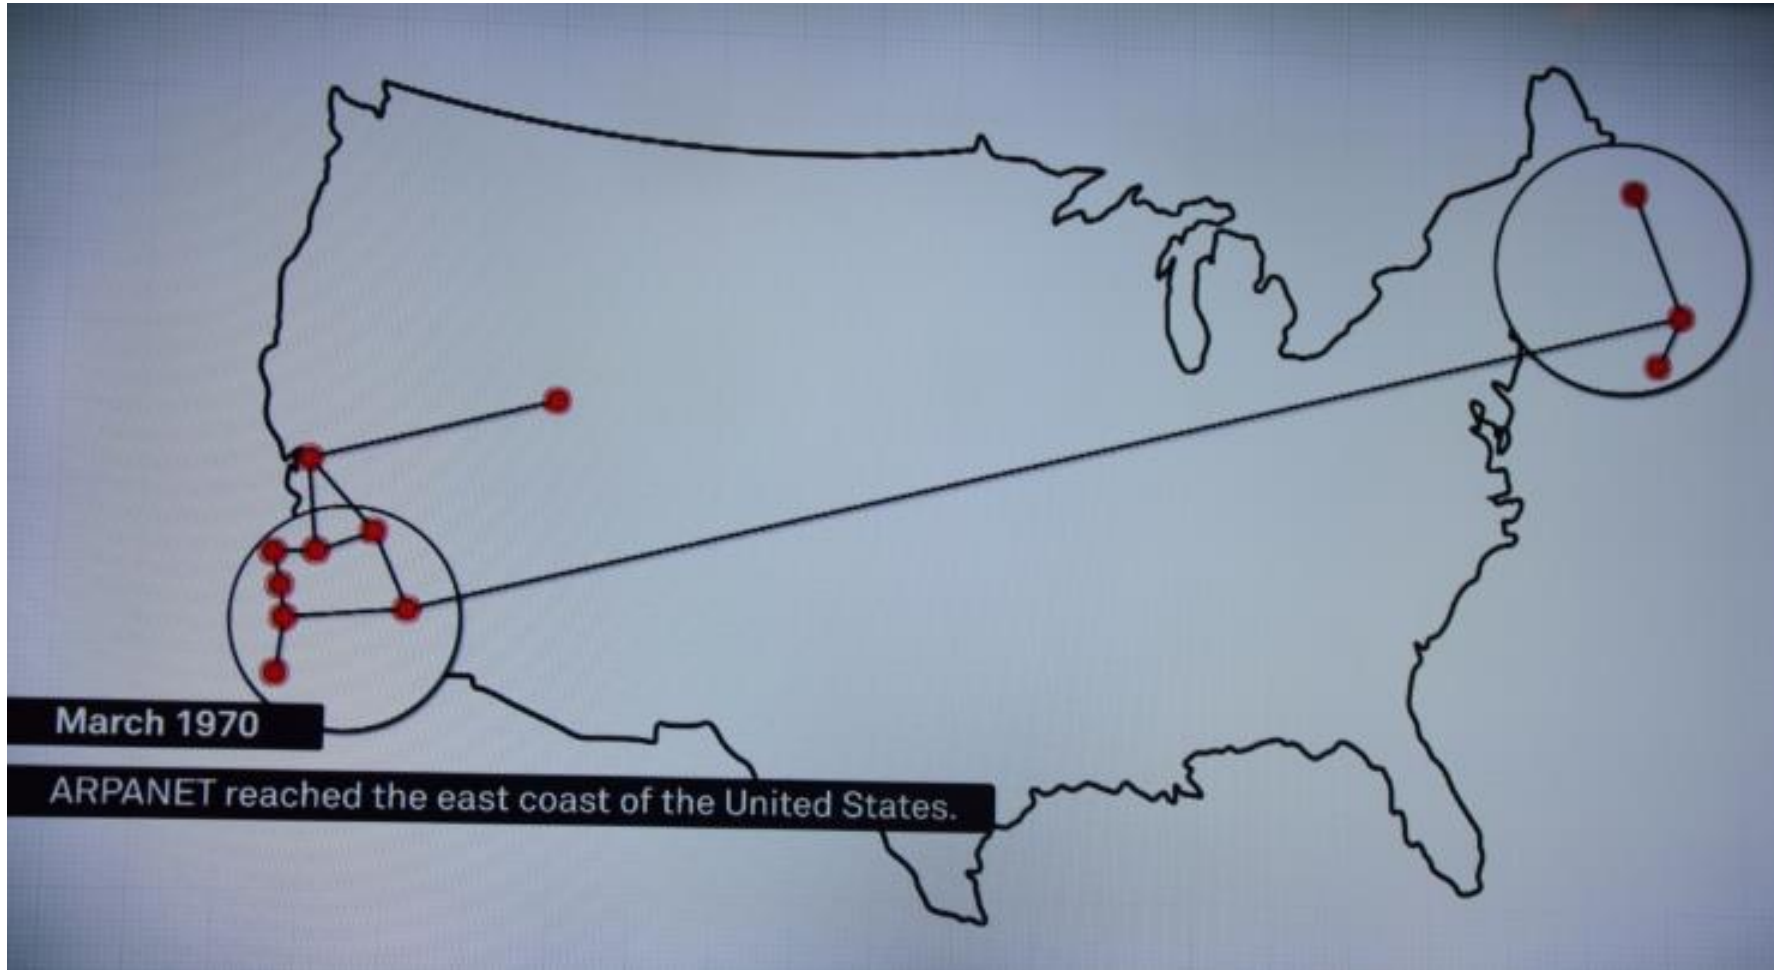 March 1970
ARPANET reached the east coast of the United States.